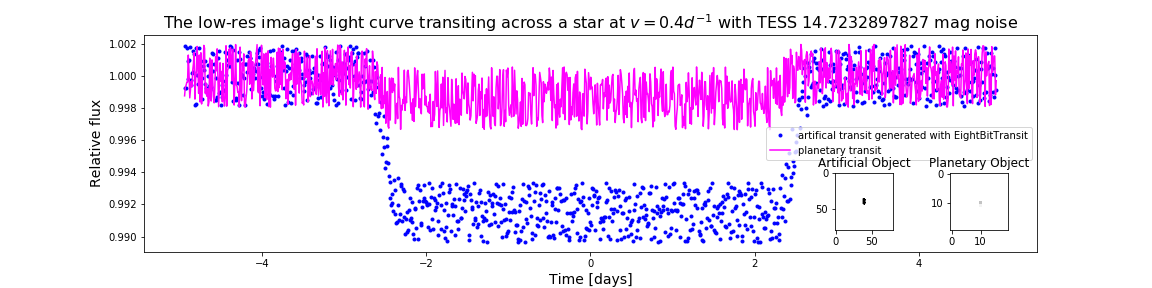 The low-res image's light curve transiting across a star at v = 0.4d⁻¹ with TESS 14.7232897827 mag noise
1.002
1.000
0.998
0.996
0.994
0.992
0.990
Relative flux
artifical transit generated with EightBitTransit
planetary transit
Artificial Object
Planetary Object
0
50
0
50
0
10
0
10
−4
−2
0
2
4
Time [days]